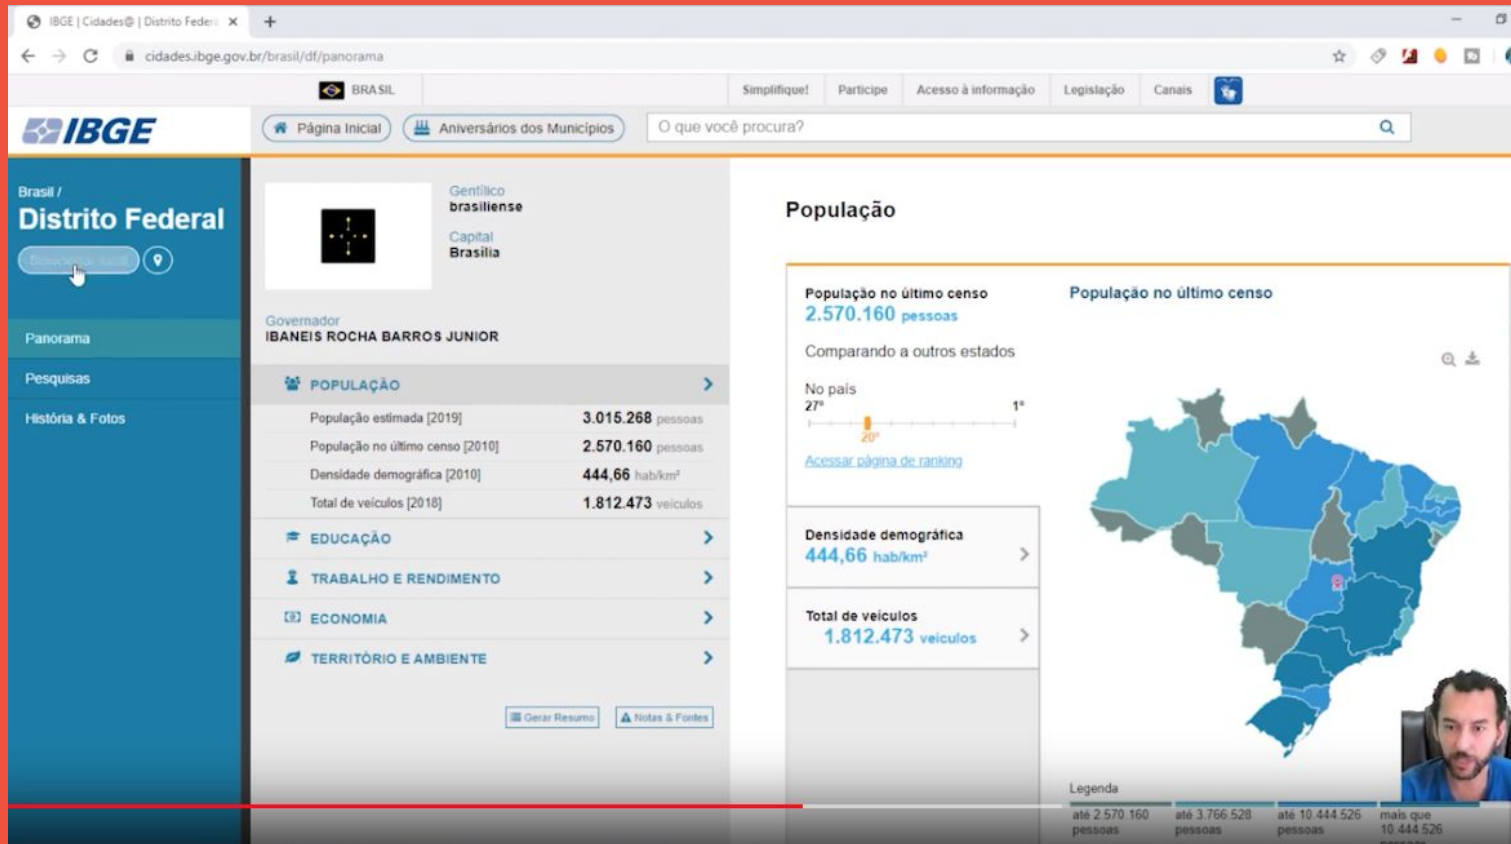 IBGE | Cidades@ | Distrito Federa
cidades.ibge.gov.br/brasil/df/panorama
BRASIL
Simplifique!
Participe
Acesso à informação
Legislação
Canais
IBGE
Página Inicial
Aniversários dos Municípios
O que você procura?
Brasil /
Distrito Federal
Panorama
Pesquisas
História & Fotos
Gentílico
brasiliense
Capital
Brasília
Governador
IBANEIS ROCHA BARROS JUNIOR
POPULAÇÃO
População estimada [2019] 3.015.268 pessoas
População no último censo [2010] 2.570.160 pessoas
Densidade demográfica [2010] 444,66 hab/km²
Total de veículos [2018] 1.812.473 veículos
EDUCAÇÃO
TRABALHO E RENDIMENTO
ECONOMIA
TERRITÓRIO E AMBIENTE
Gerar Resumo
Notas & Fontes
População
População no último censo
2.570.160 pessoas
Comparando a outros estados
No país
27º 1º
20º
Acessar página de ranking
Densidade demográfica
444,66 hab/km²
Total de veículos
1.812.473 veículos
População no último censo
Legenda
até 2.570.160 pessoas
até 3.766.528 pessoas
até 10.444.526 pessoas
mais que 10.444.526